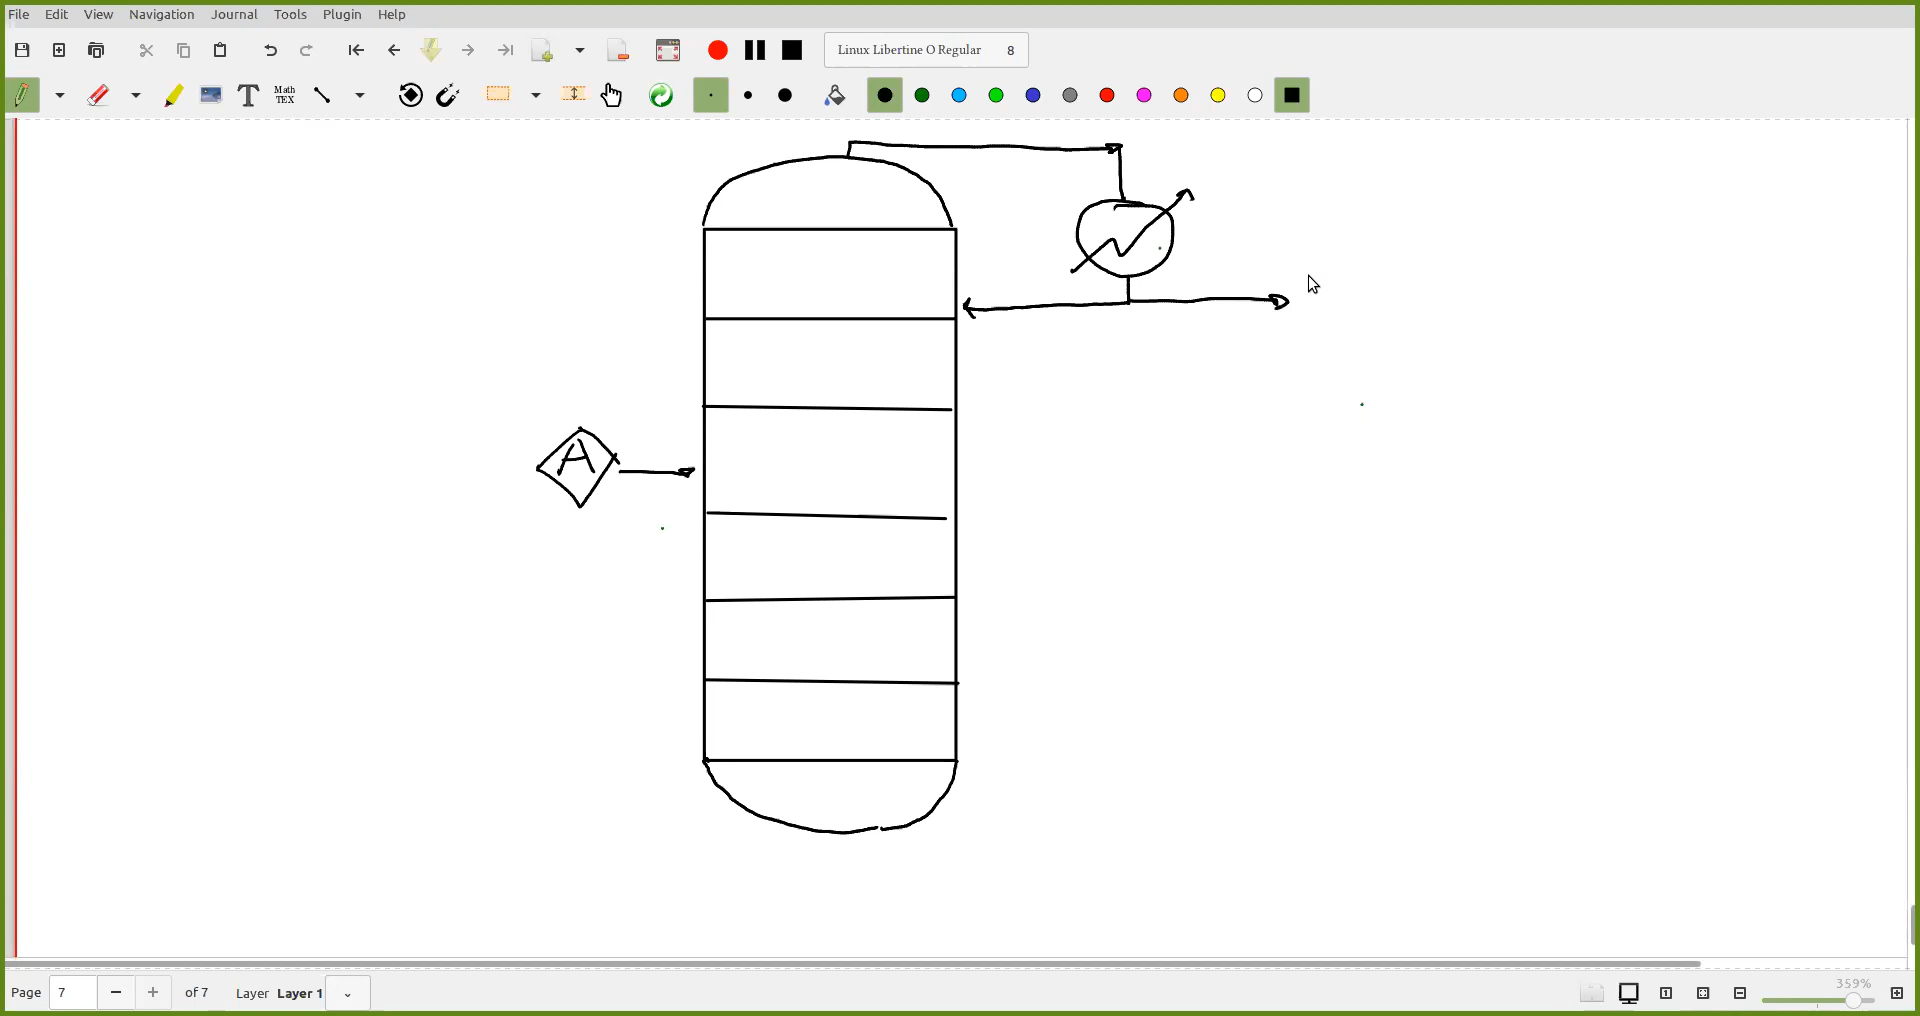 File Edit View Navigation Journal Tools Plugin Help
Linux Libertine O Regular 8
T Math TEX
A
Page 7 of 7 Layer Layer 1
359%